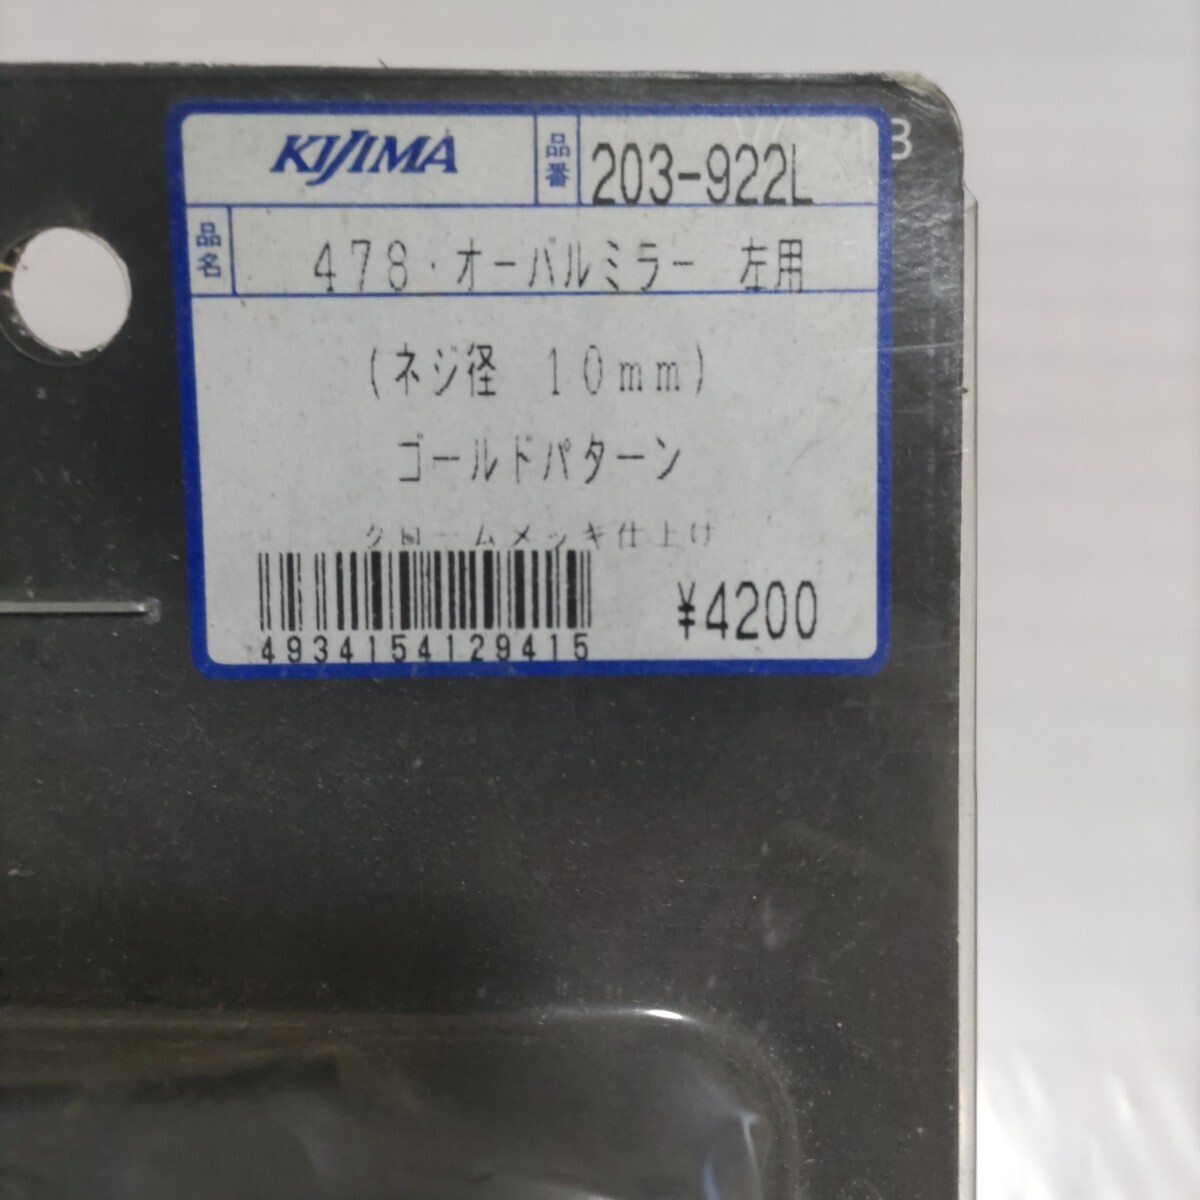 KIJIMA 品番 203-922L
品名 478・オーバルミラー 左用
(ネジ径 10mm)
ゴールドパターン
クロームメッキ仕上げ
¥4200
4934154129415